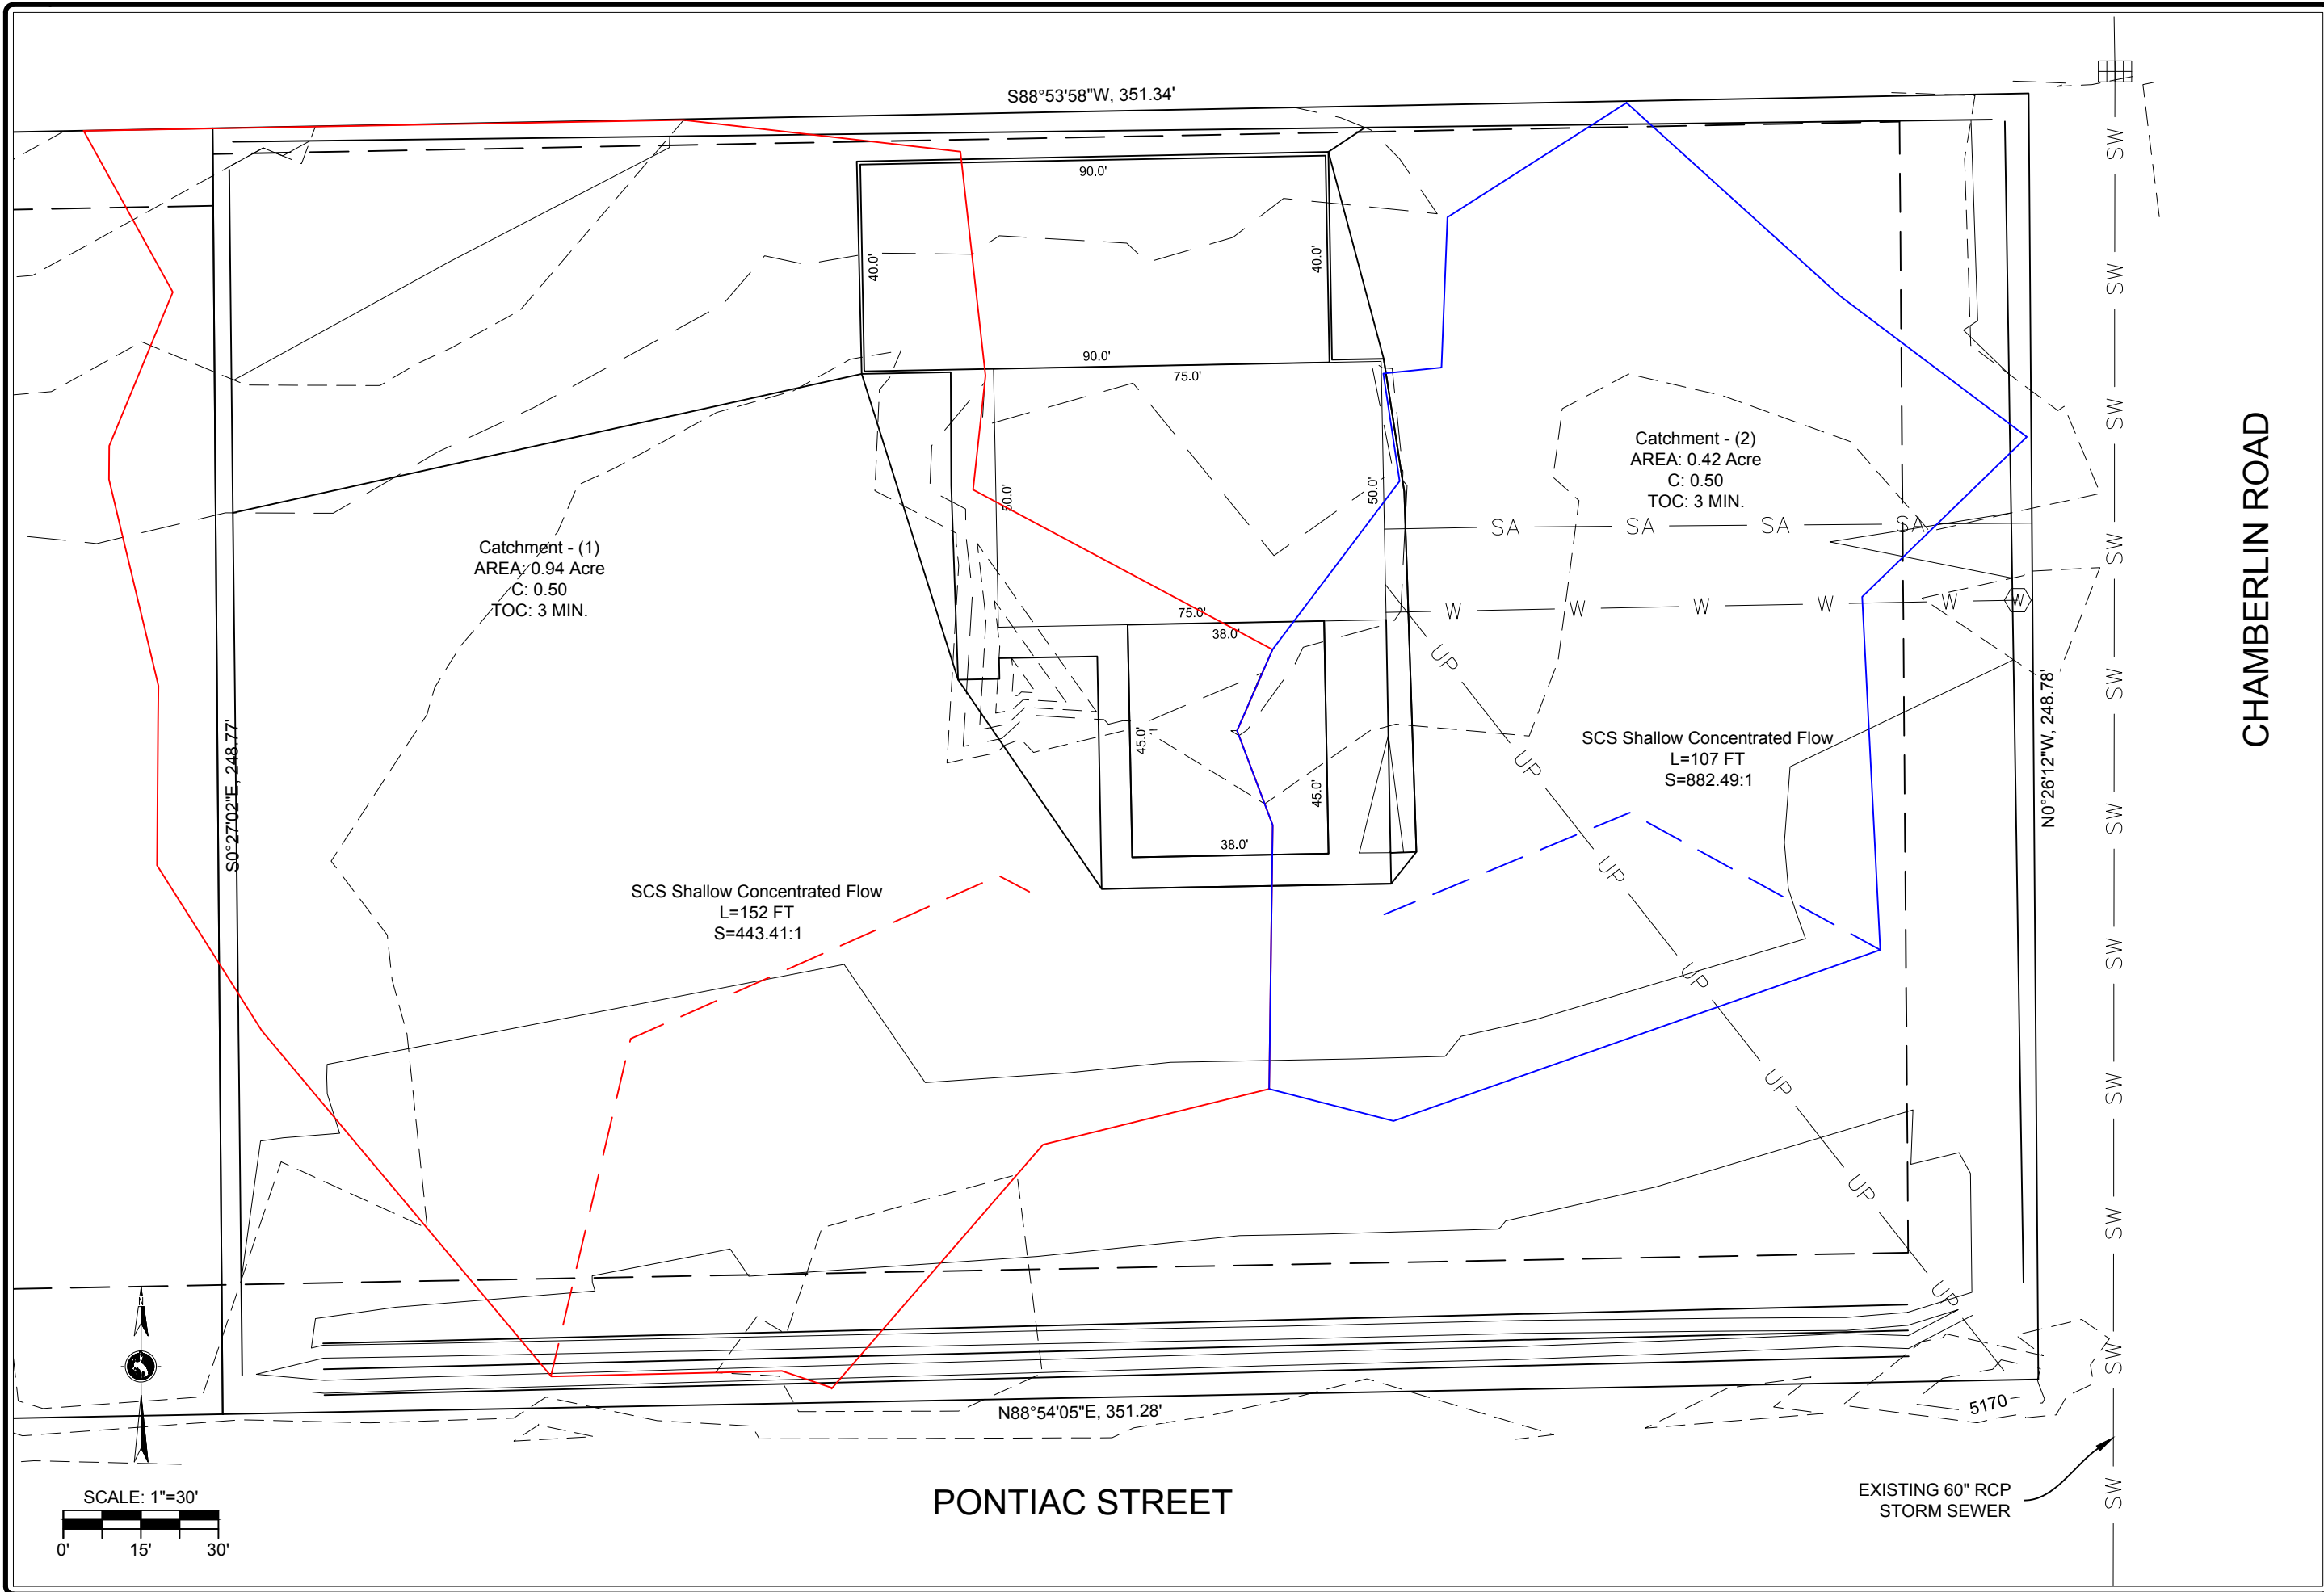 S88°53'58"W, 351.34'
90.0'
40.0'
40.0'
90.0'
75.0'
50.0'
50.0'
75.0'
38.0'
45.0'
45.0'
38.0'
Catchment - (1)
AREA: 0.94 Acre
C: 0.50
TOC: 3 MIN.
Catchment - (2)
AREA: 0.42 Acre
C: 0.50
TOC: 3 MIN.
SA SA SA SA
W W W W W W
UP
UP
UP
UP
UP
UP
UP
SCS Shallow Concentrated Flow
L=107 FT
S=882.49:1
SCS Shallow Concentrated Flow
L=152 FT
S=443.41:1
S0°27'02"E, 248.77'
N0°26'12"W, 248.78'
SW
SW
SW
SW
SW
SW
SW
SW
SW
SW
SW
CHAMBERLIN ROAD
N88°54'05"E, 351.28'
5170
N
SCALE: 1"=30'
0' 15' 30'
PONTIAC STREET
EXISTING 60" RCP
STORM SEWER